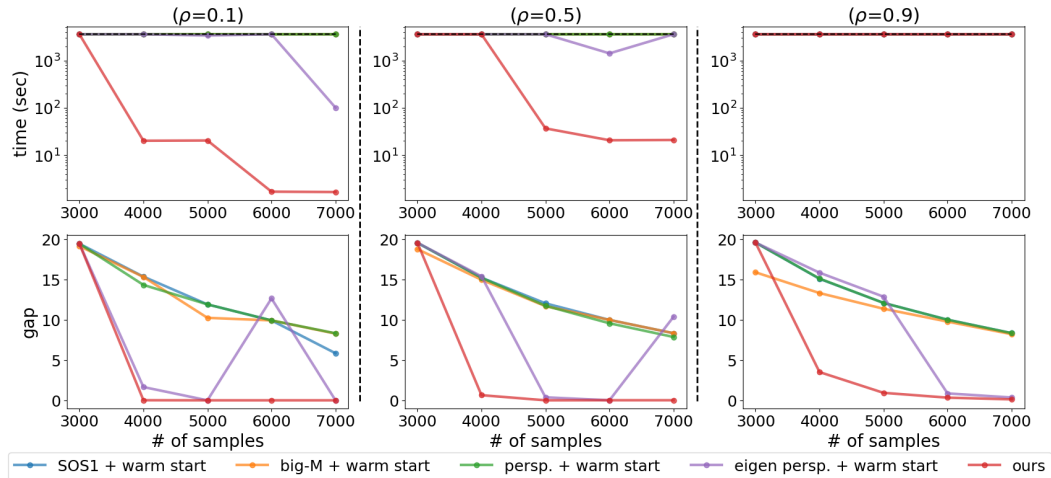 (ρ=0.1) (ρ=0.5) (ρ=0.9)
time (sec)
10³
10²
10¹
3000 4000 5000 6000 7000
10³
10²
10¹
3000 4000 5000 6000 7000
10³
10²
10¹
3000 4000 5000 6000 7000
gap
20
15
10
5
0
3000 4000 5000 6000 7000
# of samples
20
15
10
5
0
3000 4000 5000 6000 7000
# of samples
20
15
10
5
0
3000 4000 5000 6000 7000
# of samples
SOS1 + warm start big-M + warm start persp. + warm start eigen persp. + warm start ours